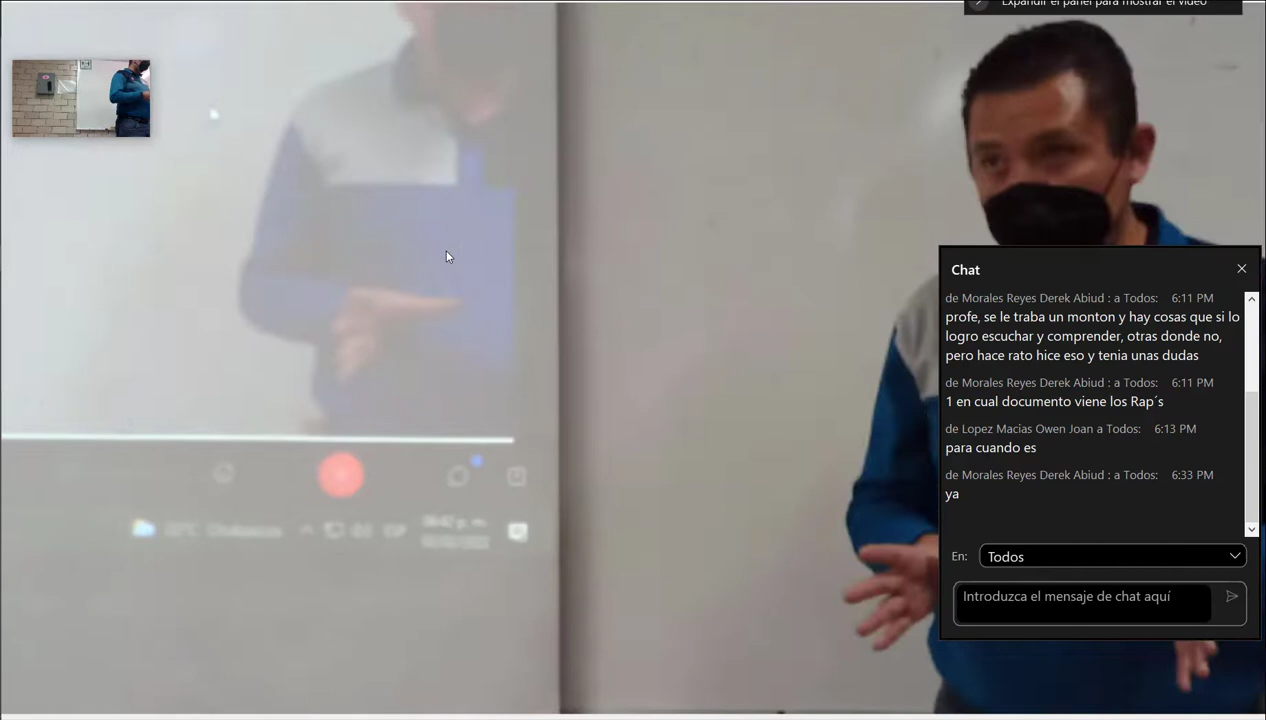 Expandir el panel para mostrar el video
Chat
de Morales Reyes Derek Abiud : a Todos: 6:11 PM
profe, se le traba un monton y hay cosas que si lo
logro escuchar y comprender, otras donde no,
pero hace rato hice eso y tenia unas dudas
de Morales Reyes Derek Abiud : a Todos: 6:11 PM
1 en cual documento viene los Rap´s
de Lopez Macias Owen Joan a Todos: 6:13 PM
para cuando es
de Morales Reyes Derek Abiud : a Todos: 6:33 PM
ya
En: Todos
Introduzca el mensaje de chat aquí
ESP